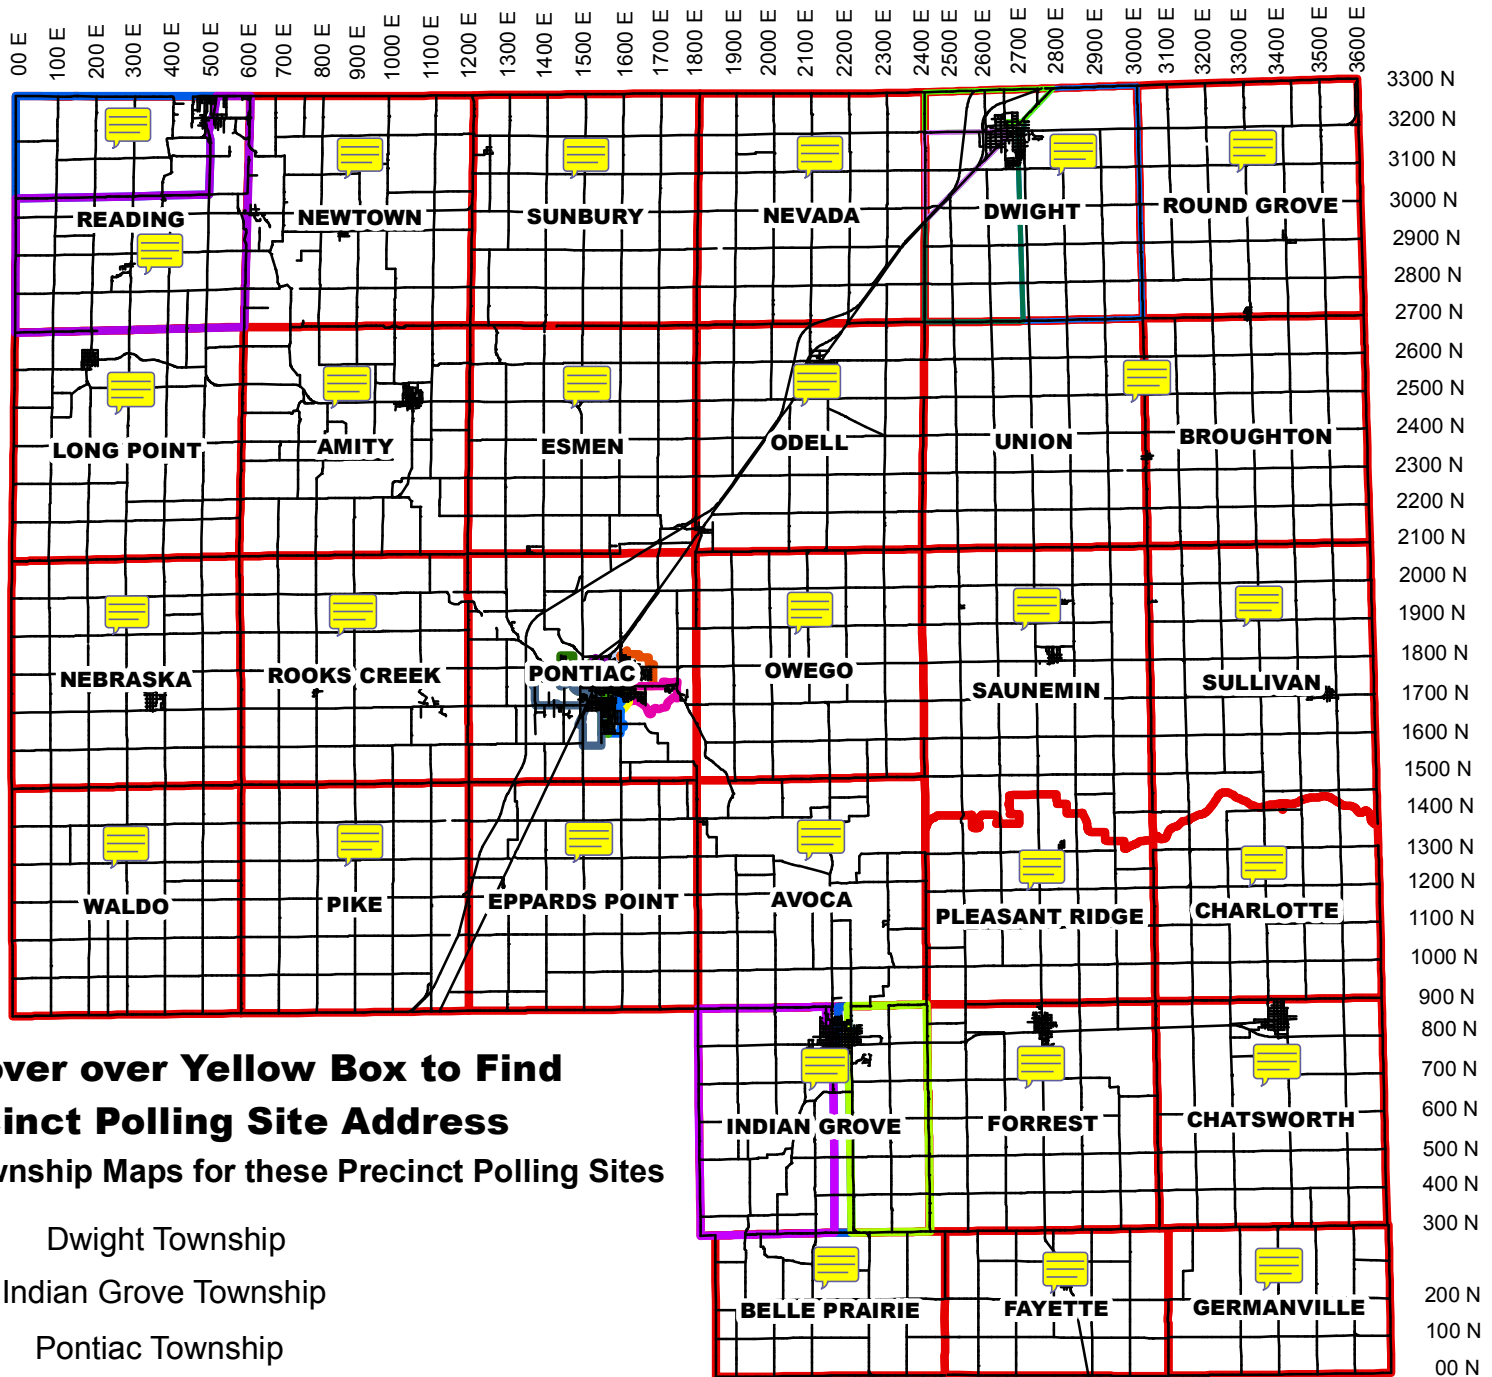 00 E 100 E 200 E 300 E 400 E 500 E 600 E 700 E 900 E 1000 E 1100 E 1200 E 1300 E 1400 E 1500 E 1600 E 1700 E 1900 E 2000 E 2100 E 2200 E 2300 E 2400 E 2500 E 2600 E 2700 E 2800 E 2900 E 3000 E 3100 E 3200 E 3300 E 3400 E 3500 E 3600 E
3300 N
3200 N
3100 N
3000 N
READING NEWTOWN SUNBURY NEVADA DWIGHT ROUND GROVE
2900 N
2800 N
2700 N
2600 N
2500 N
2400 N
LONG POINT AMITY ESMEN ODELL UNION BROUGHTON
2300 N
2200 N
2100 N
2000 N
1900 N
1800 N
NEBRASKA ROOKS CREEK PONTIAC OWEGO SAUNEMIN SULLIVAN
1700 N
1600 N
1500 N
1400 N
1300 N
1200 N
WALDO PIKE EPPARDS POINT AVOCA PLEASANT RIDGE CHARLOTTE
1100 N
1000 N
900 N
800 N
700 N
600 N
INDIAN GROVE FORREST CHATSWORTH
500 N
400 N
300 N
200 N
BELLE PRAIRIE FAYETTE GERMANVILLE
100 N
00 N
over over Yellow Box to Find
inct Polling Site Address
wnship Maps for these Precinct Polling Sites
Dwight Township
Indian Grove Township
Pontiac Township